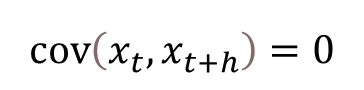 cov(x_t, x_{t+h}) = 0